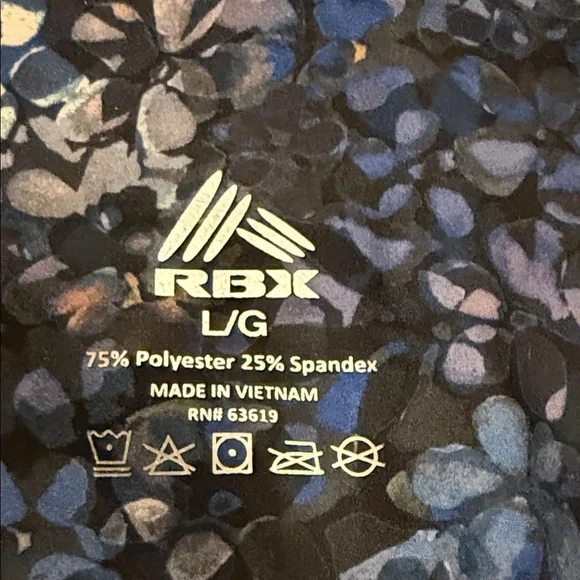 RBX
L/G
75% Polyester 25% Spandex
MADE IN VIETNAM
RN# 63619